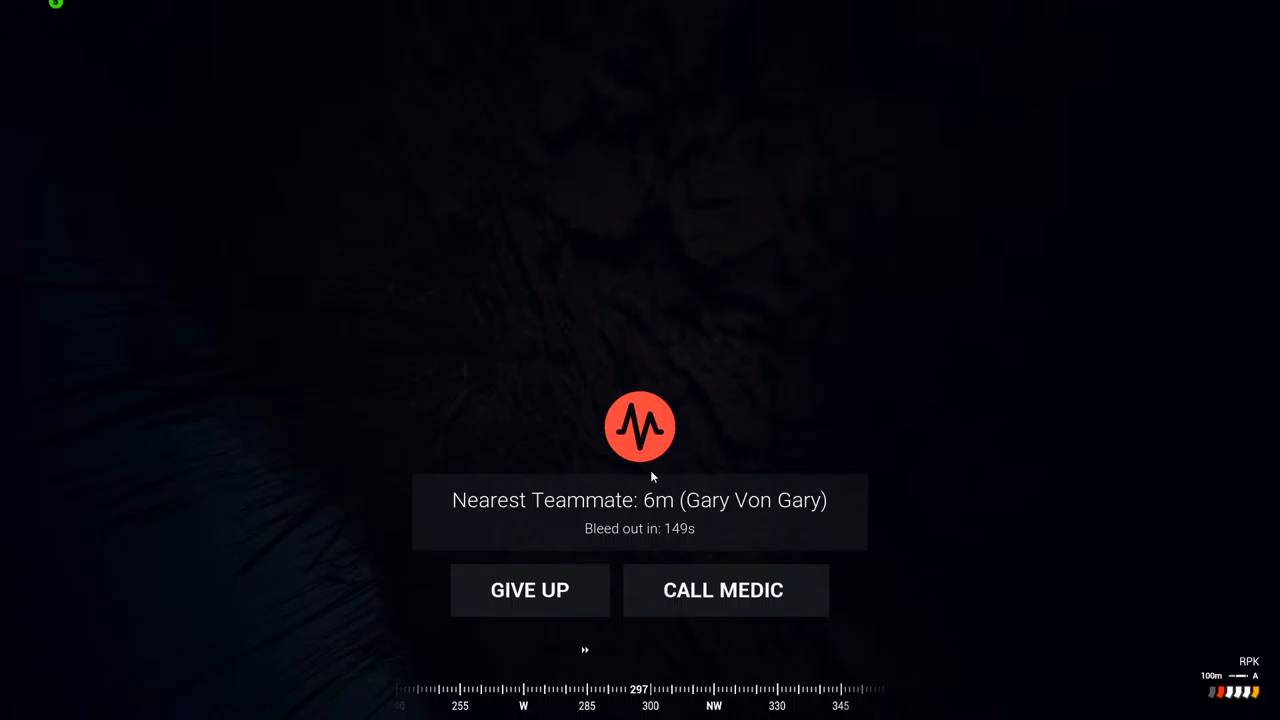 Nearest Teammate: 6m (Gary Von Gary)
Bleed out in: 149s
GIVE UP CALL MEDIC
RPK
100m A
297
40 255 W 285 300 NW 330 345